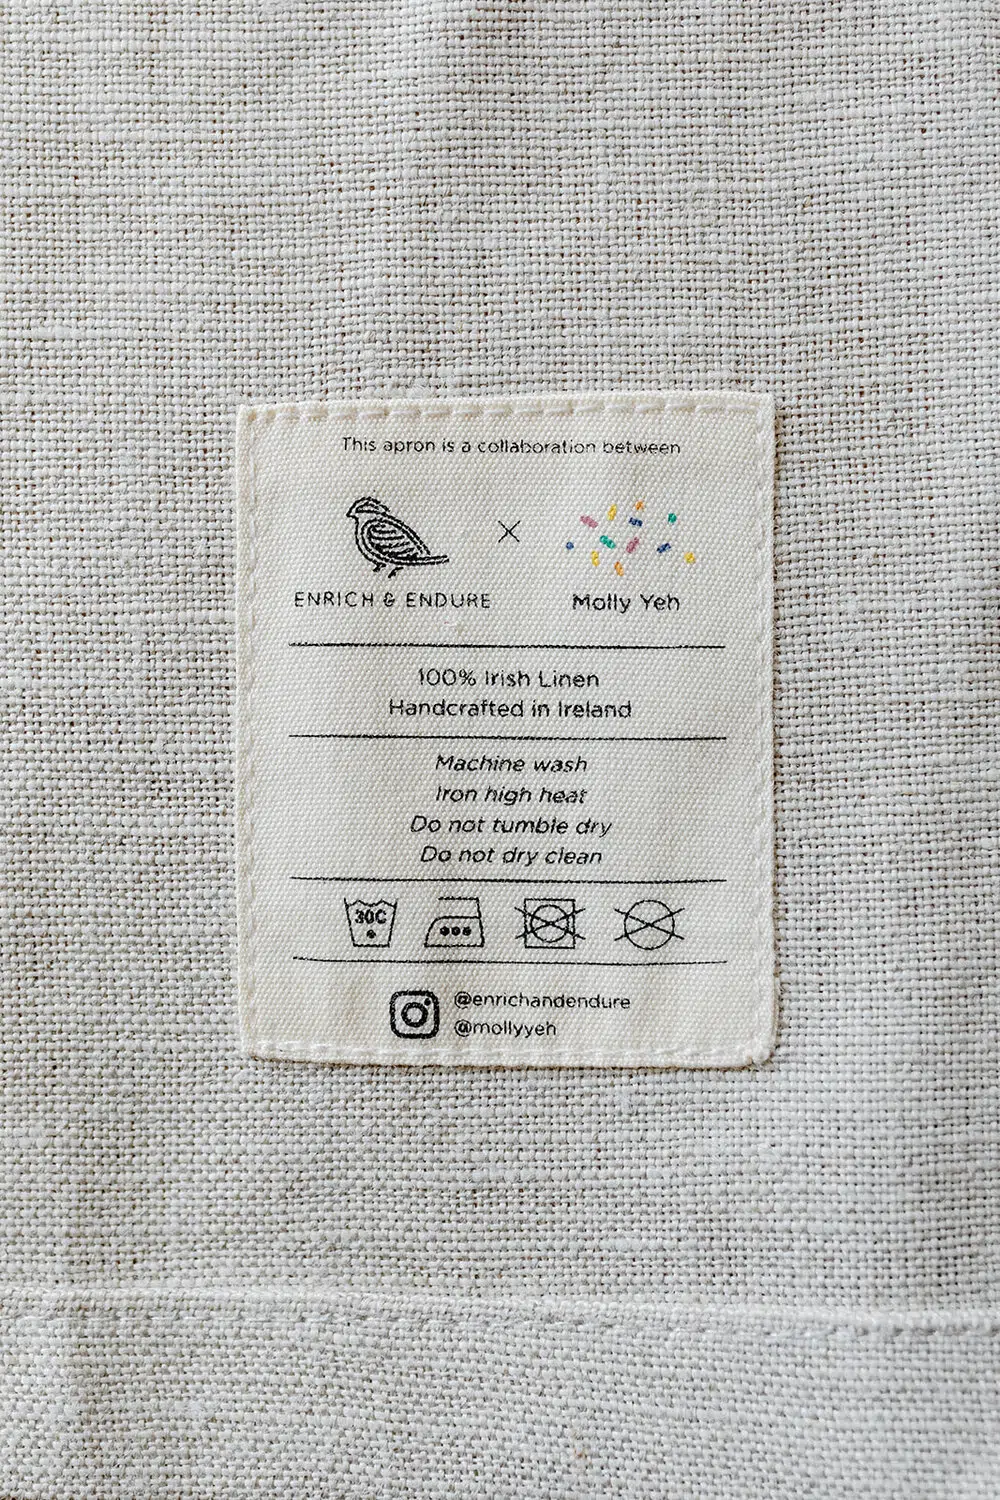 This apron is a collaboration between
ENRICH & ENDURE × Molly Yeh
100% Irish Linen
Handcrafted in Ireland
Machine wash
Iron high heat
Do not tumble dry
Do not dry clean
30C
@enrichandendure
@mollyyeh